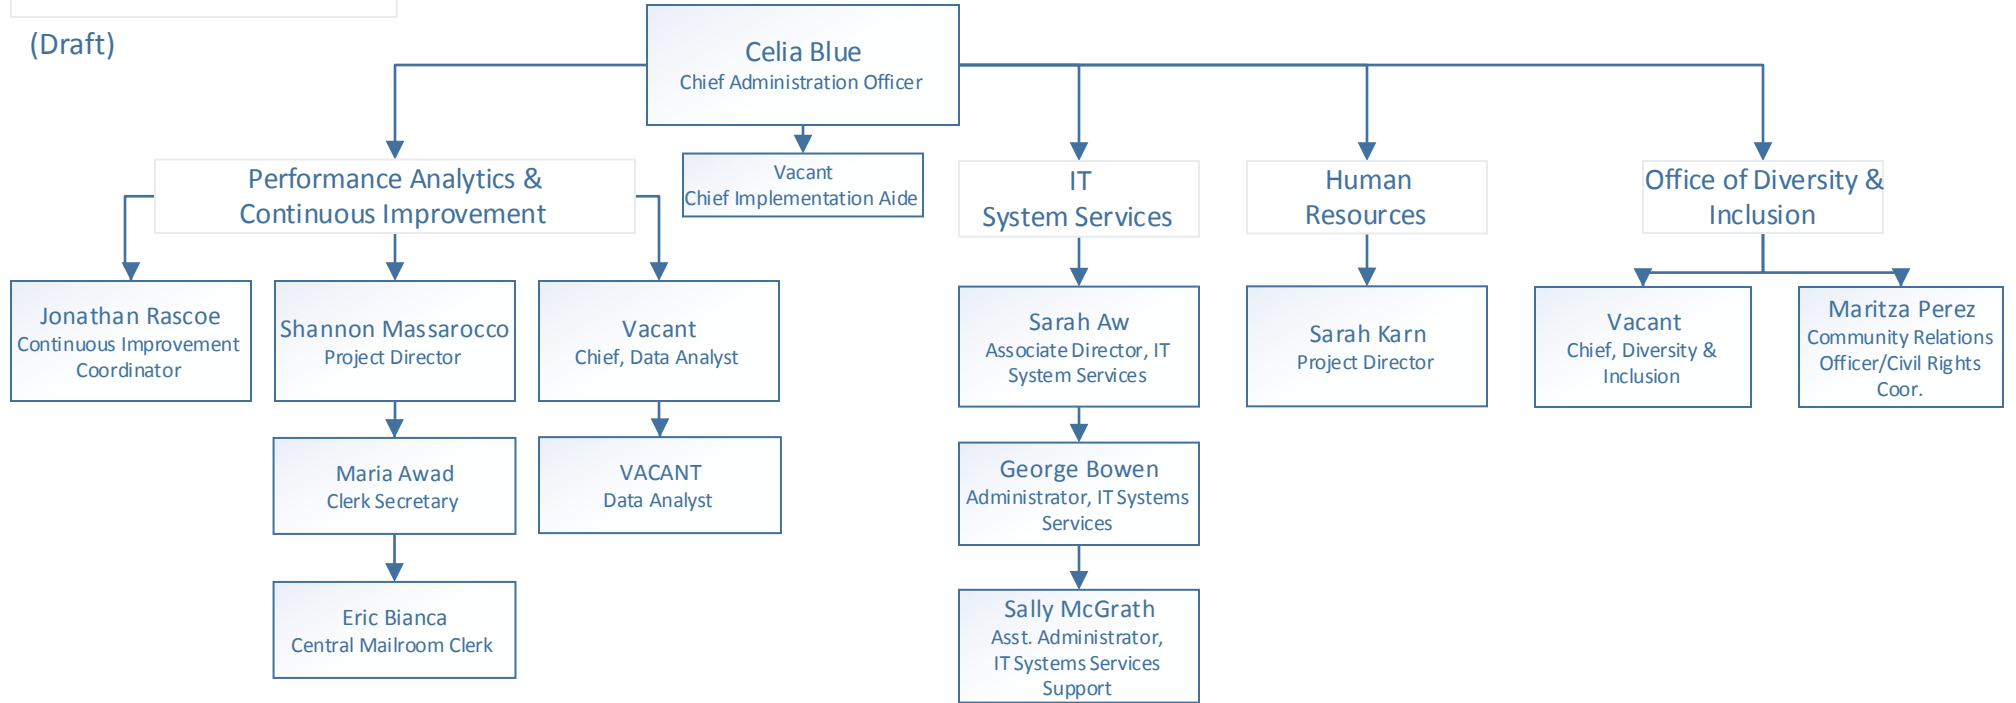 (Draft)
Celia Blue
Chief Administration Officer
Vacant
Chief Implementation Aide
Performance Analytics &
Continuous Improvement
IT
System Services
Human
Resources
Office of Diversity &
Inclusion
Jonathan Rascoe
Continuous Improvement
Coordinator
Shannon Massarocco
Project Director
Vacant
Chief, Data Analyst
Sarah Aw
Associate Director, IT
System Services
Sarah Karn
Project Director
Vacant
Chief, Diversity &
Inclusion
Maritza Perez
Community Relations
Officer/Civil Rights
Coor.
Maria Awad
Clerk Secretary
VACANT
Data Analyst
George Bowen
Administrator, IT Systems
Services
Eric Bianca
Central Mailroom Clerk
Sally McGrath
Asst. Administrator,
IT Systems Services
Support